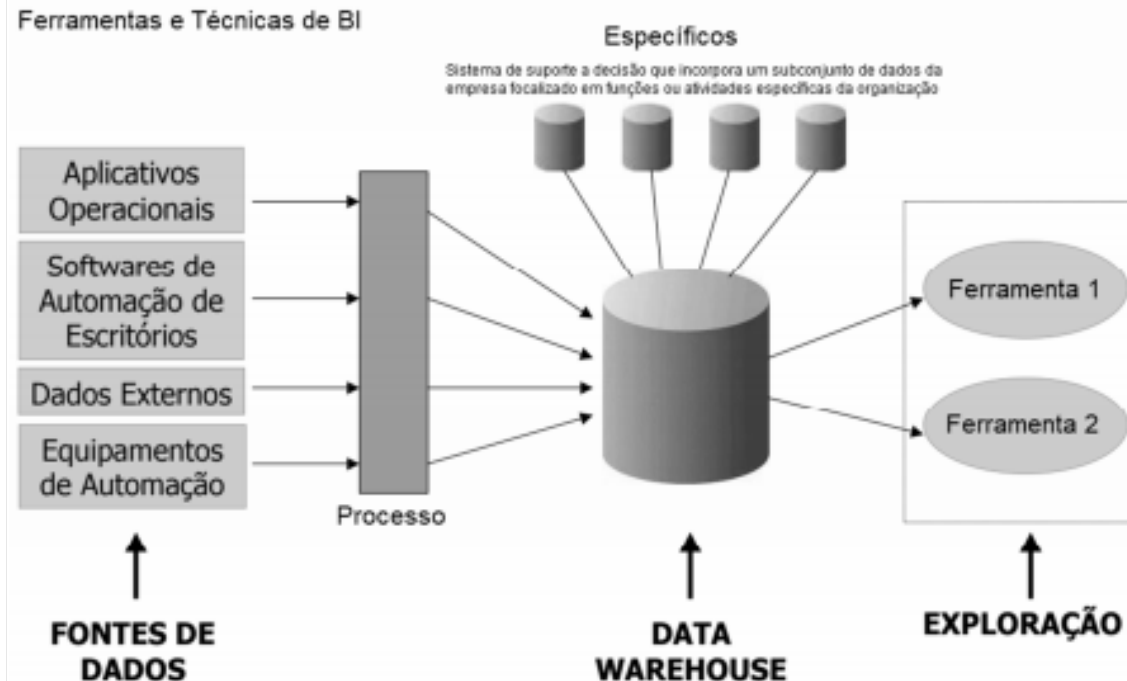 Ferramentas e Técnicas de BI
Específicos
Sistema de suporte a decisão que incorpora um subconjunto de dados da
empresa focalizado em funções ou atividades específicas da organização
Aplicativos
Operacionais
Softwares de
Automação de
Escritórios
Dados Externos
Equipamentos
de Automação
Processo
Ferramenta 1
Ferramenta 2
FONTES DE
DADOS
DATA
WAREHOUSE
EXPLORAÇÃO